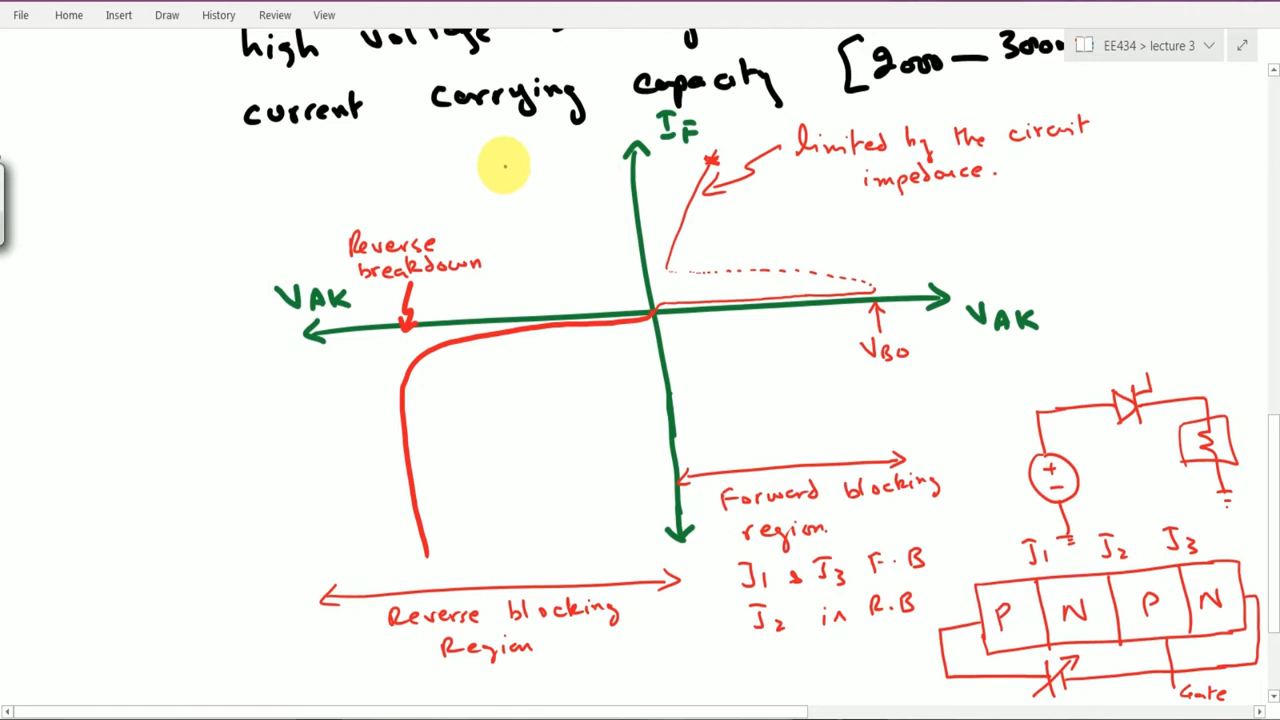 File Home Insert Draw History Review View
high voltage
current carrying capacity [2000 — 3000
EE434 > lecture 3
IF
limited by the circuit
impedance.
Reverse
breakdown
VAK
VAK
VBO
Forward blocking
region.
J1 & J3 F.B
J2 in R.B
Reverse blocking
Region
+
−
J1 J2 J3
P N P N
Gate